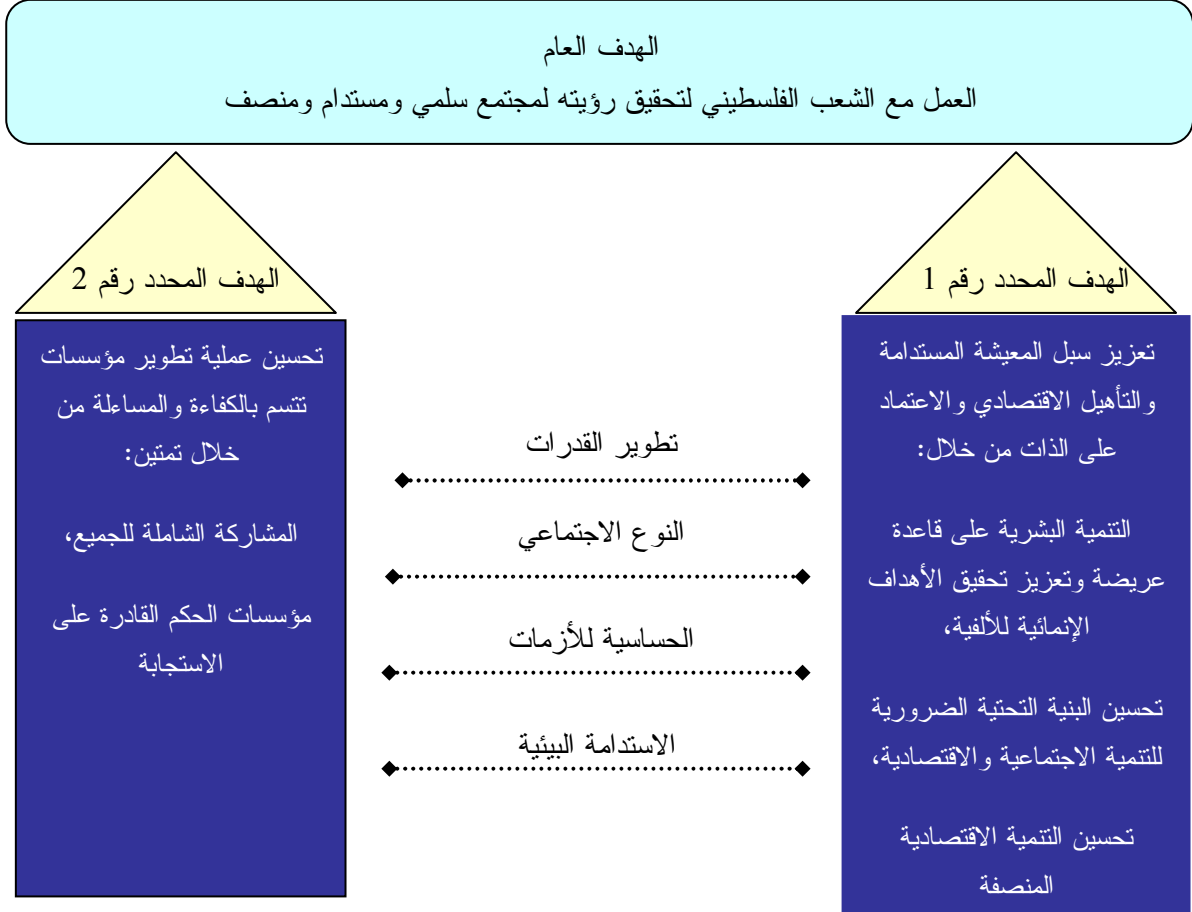 الهدف العام
العمل مع الشعب الفلسطيني لتحقيق رؤيته لمجتمع سلمي ومستدام ومنصف
الهدف المحدد رقم 1
تعزيز سبل المعيشة المستدامة
والتأهيل الاقتصادي والاعتماد
على الذات من خلال:
التنمية البشرية على قاعدة
عريضة وتعزيز تحقيق الأهداف
الإنمائية للألفية،
تحسين البنية التحتية الضرورية
للتنمية الاجتماعية والاقتصادية،
تحسين التنمية الاقتصادية
المنصفة
تطوير القدرات
النوع الاجتماعي
الحساسية للأزمات
الاستدامة البيئية
الهدف المحدد رقم 2
تحسين عملية تطوير مؤسسات
تتسم بالكفاءة والمساءلة من
خلال تمتين:
المشاركة الشاملة للجميع،
مؤسسات الحكم القادرة على
الاستجابة